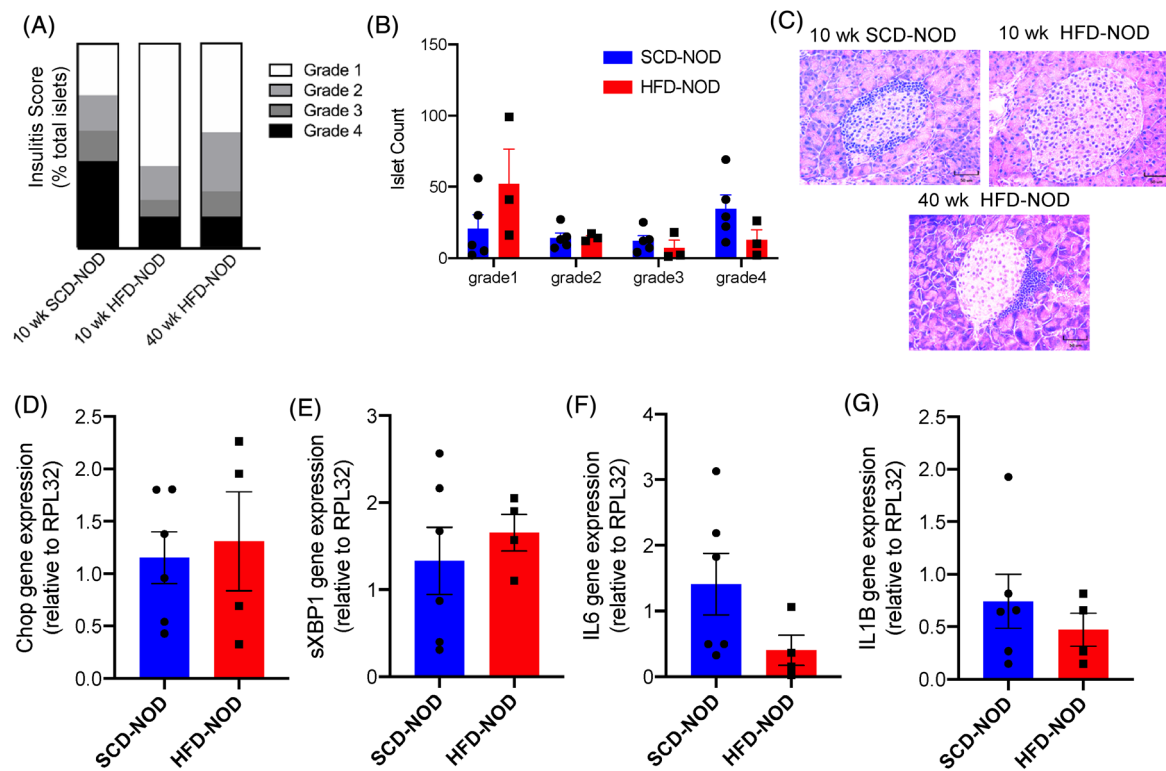 (A)
Insulitis Score
(% total islets)
Grade 1
Grade 2
Grade 3
Grade 4
10 wk SCD-NOD
10 wk HFD-NOD
40 wk HFD-NOD
(B)
Islet Count
150
100
50
0
SCD-NOD
HFD-NOD
grade1
grade2
grade3
grade4
(C)
10 wk SCD-NOD
10 wk HFD-NOD
40 wk HFD-NOD
(D)
Chop gene expression
(relative to RPL32)
2.5
2.0
1.5
1.0
0.5
0.0
SCD-NOD
HFD-NOD
(E)
sXBP1 gene expression
(relative to RPL32)
3
2
1
0
SCD-NOD
HFD-NOD
(F)
IL6 gene expression
(relative to RPL32)
4
3
2
1
0
SCD-NOD
HFD-NOD
(G)
IL1B gene expression
(relative to RPL32)
2.5
2.0
1.5
1.0
0.5
0.0
SCD-NOD
HFD-NOD